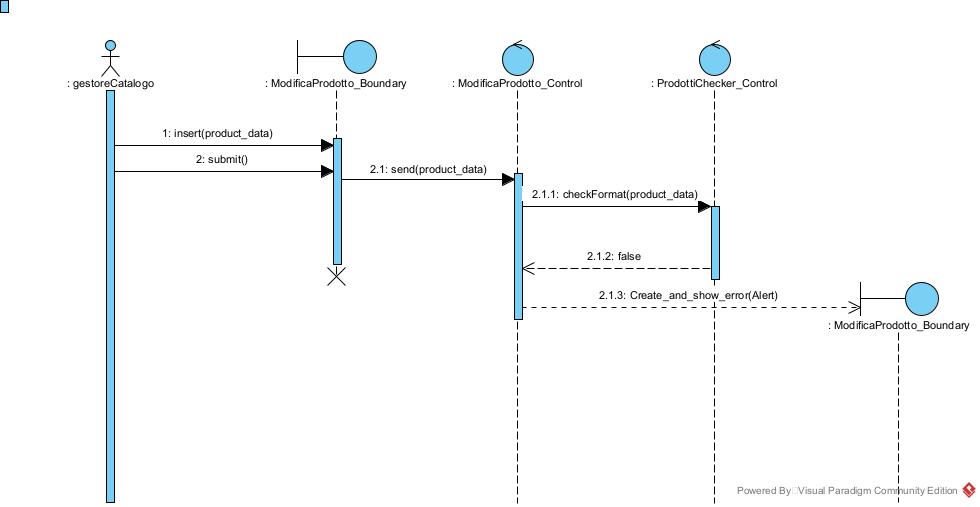 : gestoreCatalogo
: ModificaProdotto_Boundary
: ModificaProdotto_Control
: ProdottiChecker_Control
1: insert(product_data)
2: submit()
2.1: send(product_data)
2.1.1: checkFormat(product_data)
2.1.2: false
2.1.3: Create_and_show_error(Alert)
: ModificaProdotto_Boundary
Powered By Visual Paradigm Community Edition